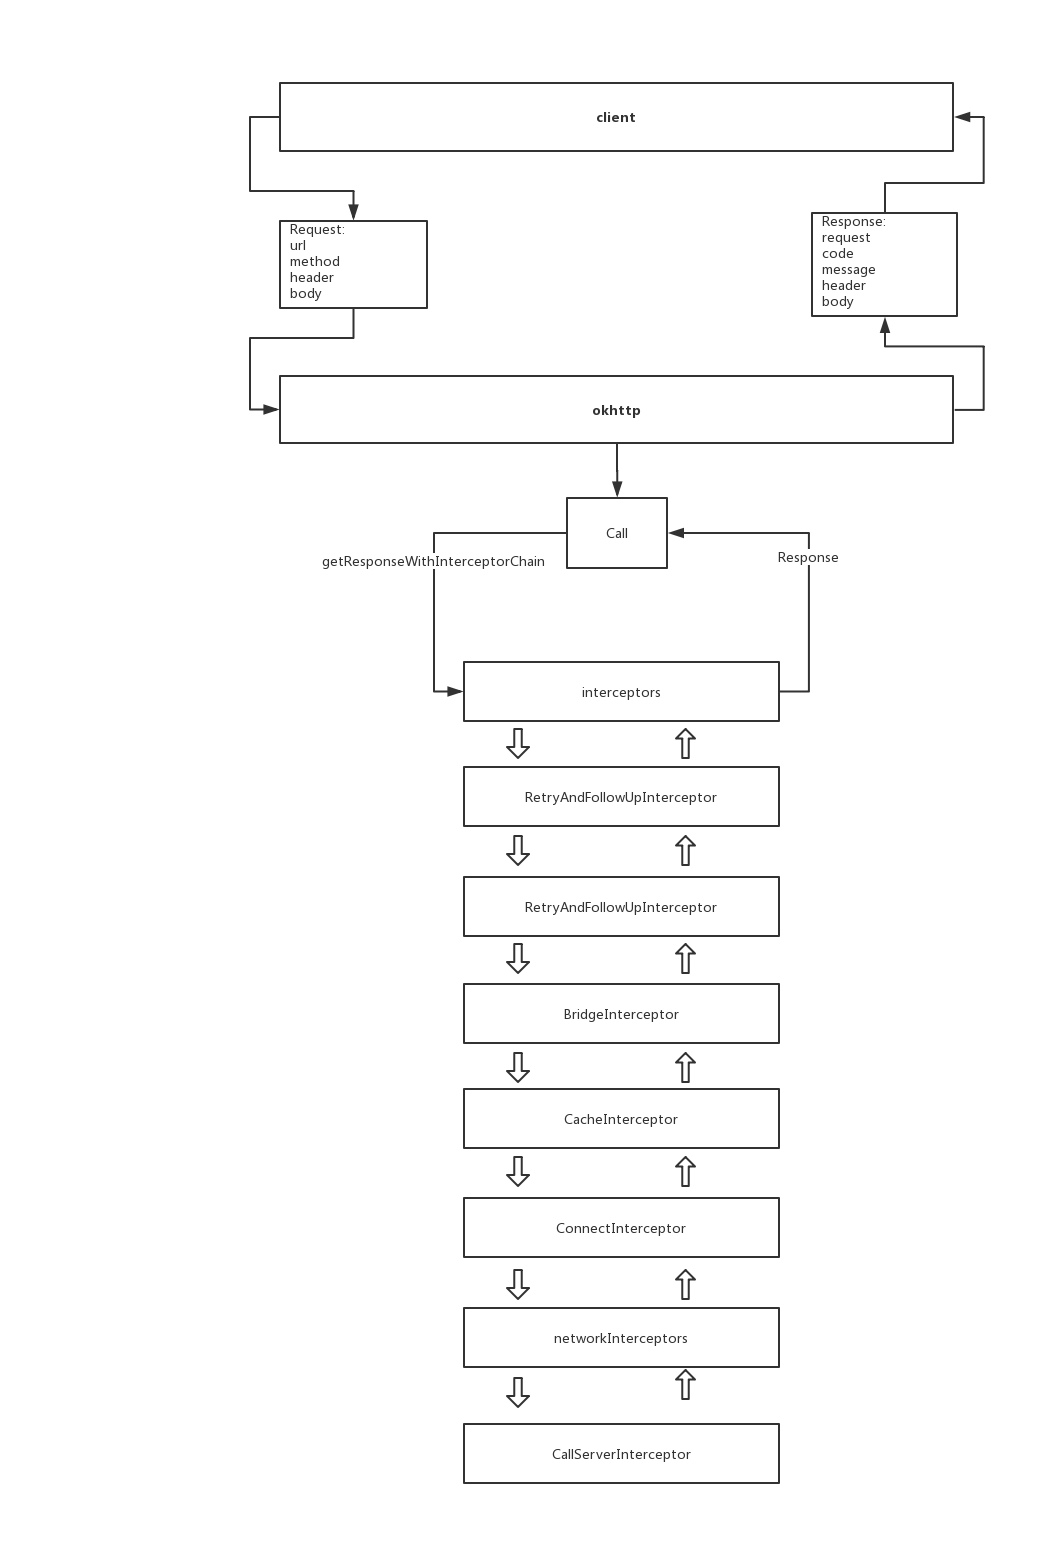 client
Request:
url
method
header
body
Response:
request
code
message
header
body
okhttp
Call
getResponseWithInterceptorChain
Response
interceptors
RetryAndFollowUpInterceptor
RetryAndFollowUpInterceptor
BridgeInterceptor
CacheInterceptor
ConnectInterceptor
networkInterceptors
CallServerInterceptor